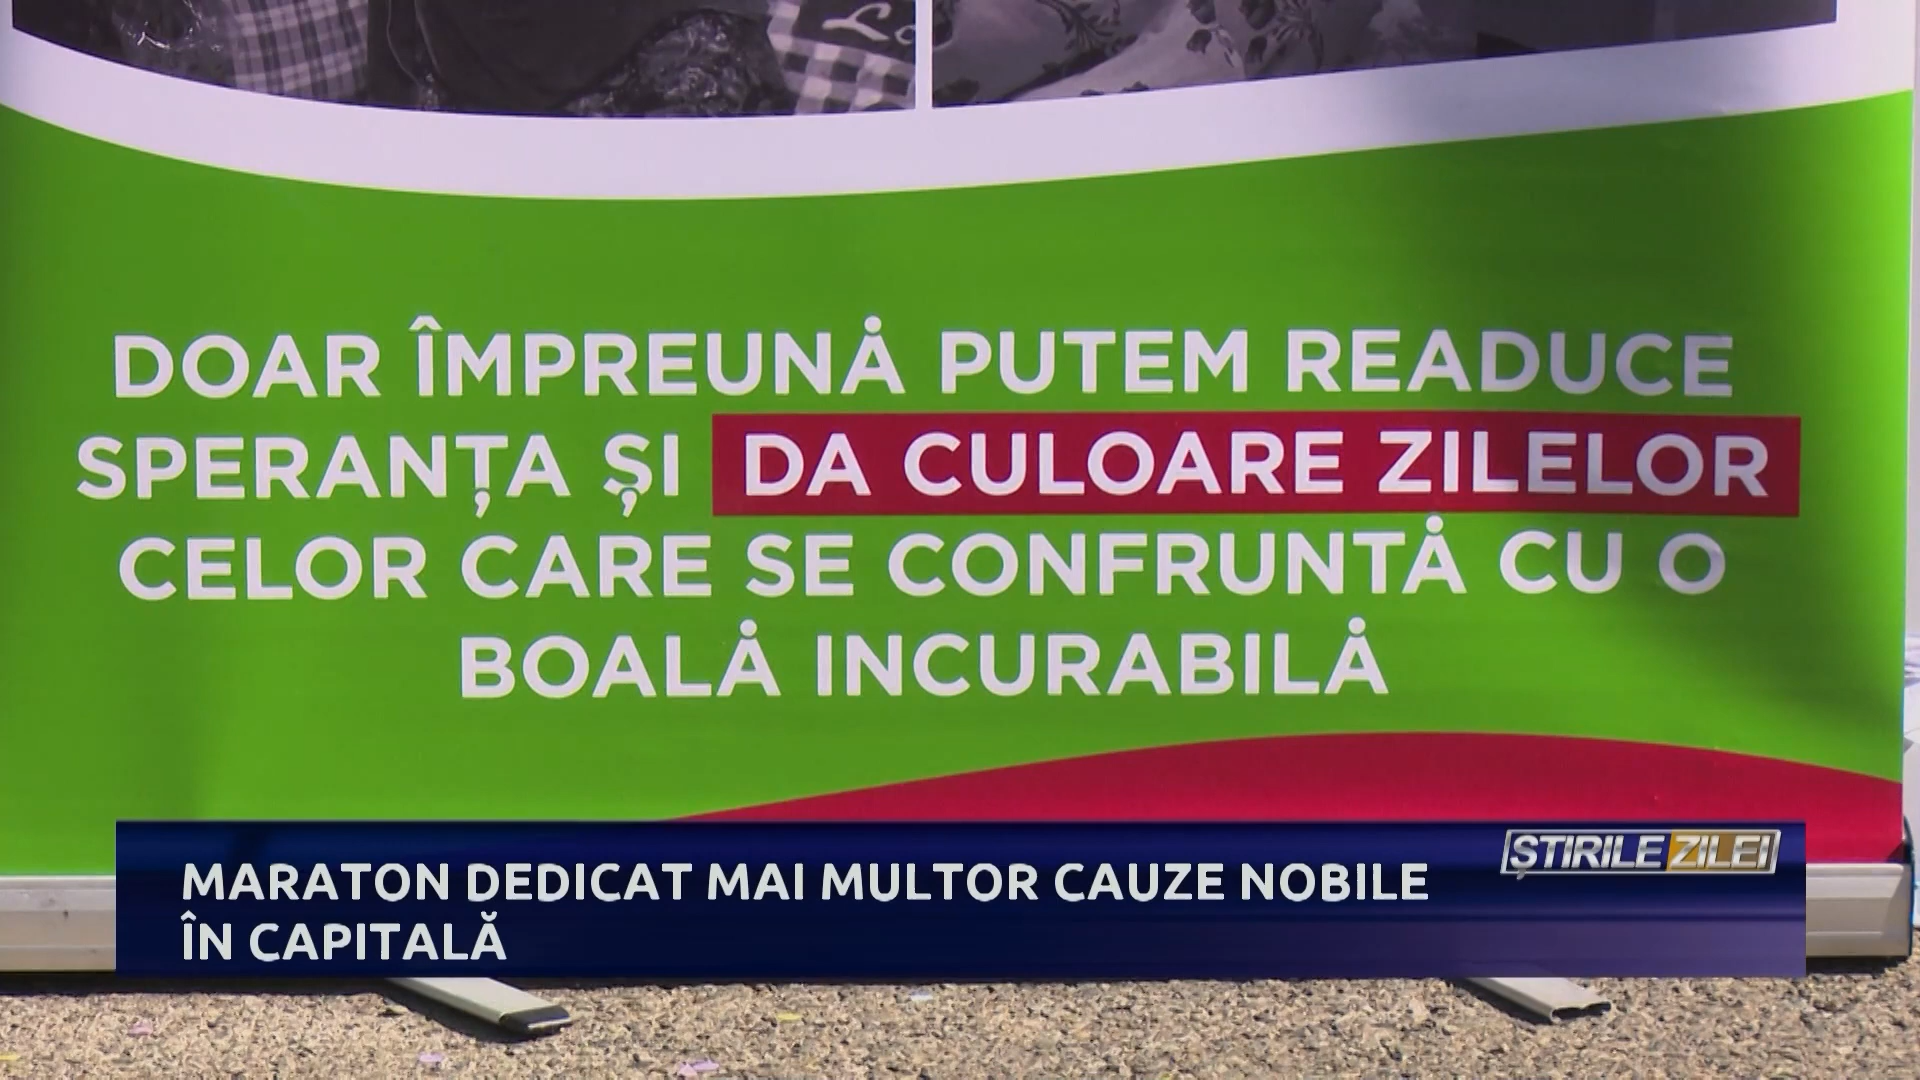 DOAR ÎMPREUNĂ PUTEM READUCE
SPERANȚA ȘI DA CULOARE ZILELOR
CELOR CARE SE CONFRUNTĂ CU O
BOALĂ INCURABILĂ
ȘTIRILE ZILEI
MARATON DEDICAT MAI MULTOR CAUZE NOBILE
ÎN CAPITALĂ